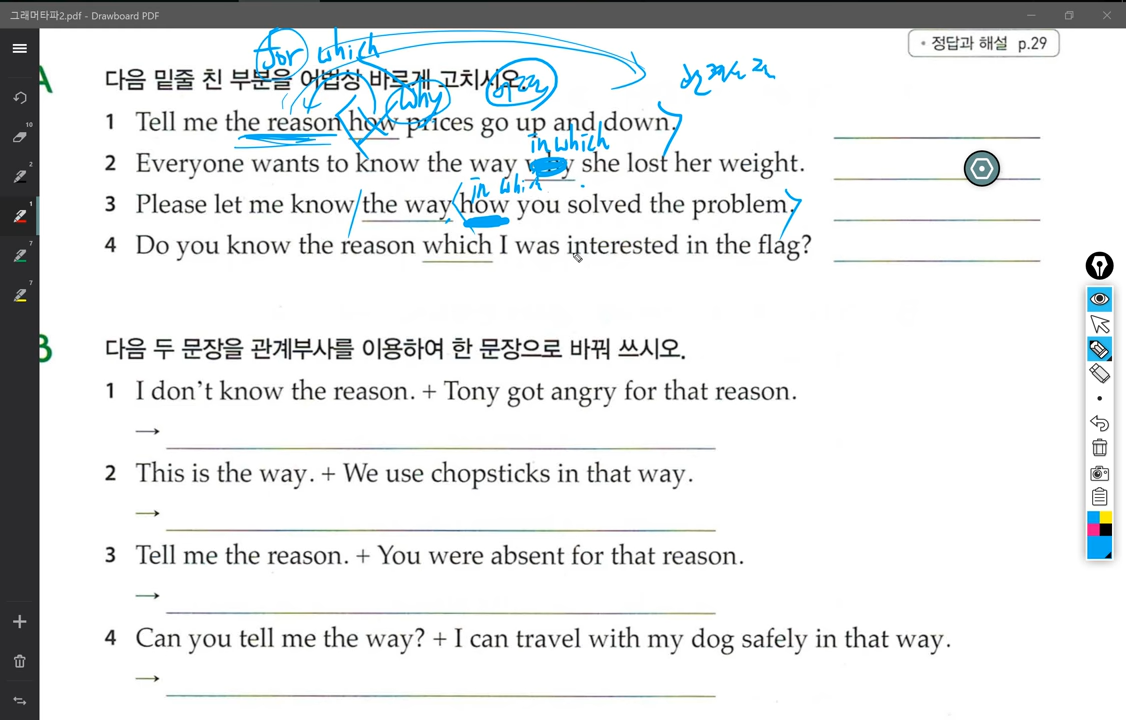 그래머타파2.pdf - Drawboard PDF
• 정답과 해설 p.29
for which
A 다음 밑줄 친 부분을 어법상 바르게 고치시오.
why
1 Tell me the reason how prices go up and down.
in which
2 Everyone wants to know the way why she lost her weight.
in whi
3 Please let me know the way how you solved the problem.
4 Do you know the reason which I was interested in the flag?
B 다음 두 문장을 관계부사를 이용하여 한 문장으로 바꿔 쓰시오.
1 I don't know the reason. + Tony got angry for that reason.
→
2 This is the way. + We use chopsticks in that way.
→
3 Tell me the reason. + You were absent for that reason.
→
4 Can you tell me the way? + I can travel with my dog safely in that way.
→
10
2
1
7
7